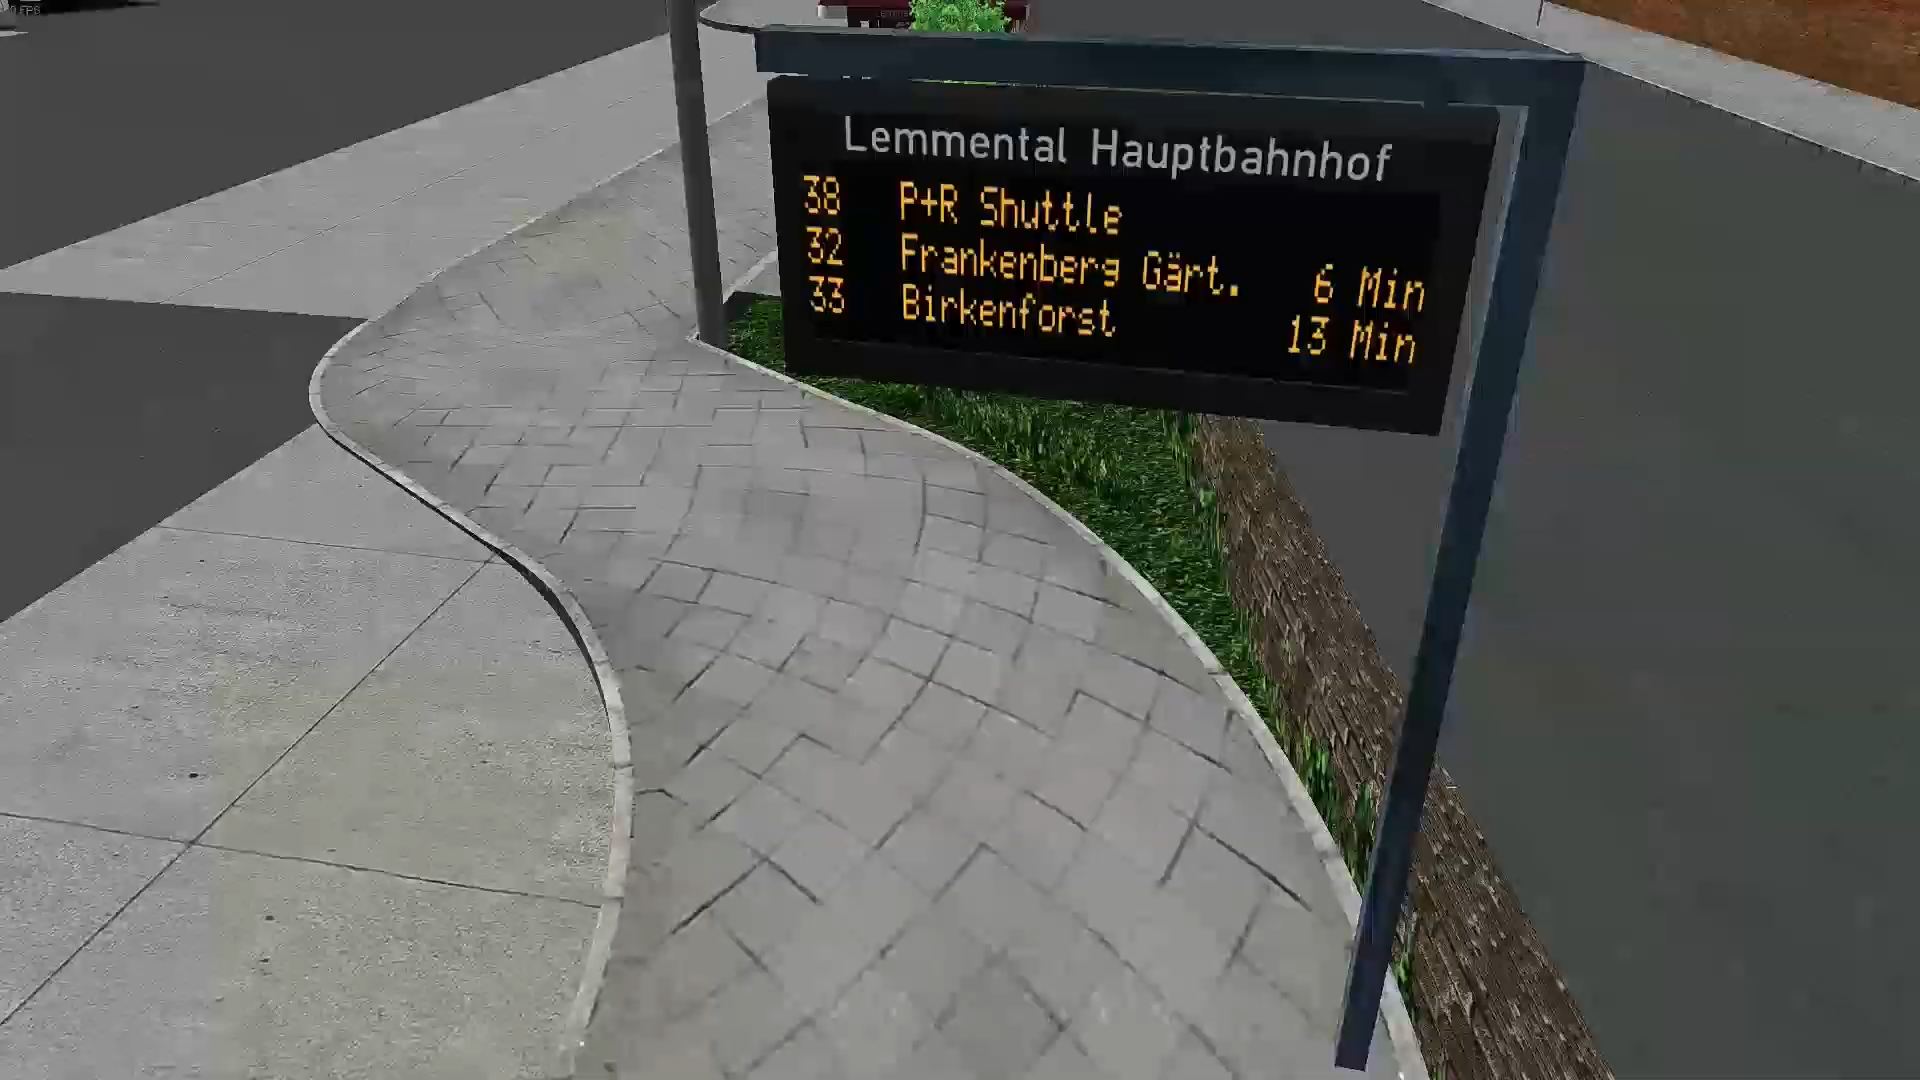 Lemmental Hauptbahnhof
38 P+R Shuttle
32 Frankenberg Gärt. 6 Min
33 Birkenforst 13 Min